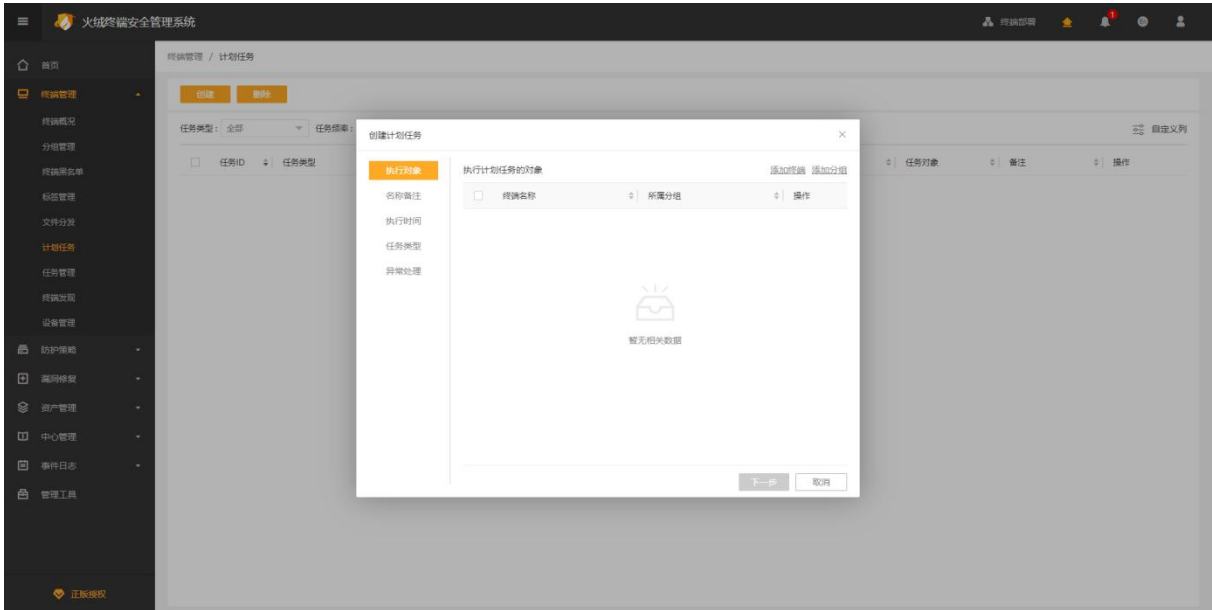 火绒终端安全管理系统
终端部署
1
首页
终端管理
终端概况
分组管理
终端黑名单
标签管理
文件分发
计划任务
任务管理
终端发现
设备管理
防护策略
漏洞修复
资产管理
中心管理
事件日志
管理工具
正版授权
终端管理 / 计划任务
创建 删除
任务类型: 全部 任务频率: 自定义列
任务ID 任务类型 任务对象 备注 操作
创建计划任务
执行对象
名称备注
执行时间
任务类型
异常处理
执行计划任务的对象 添加终端 添加分组
终端名称 所属分组 操作
暂无相关数据
下一步 取消